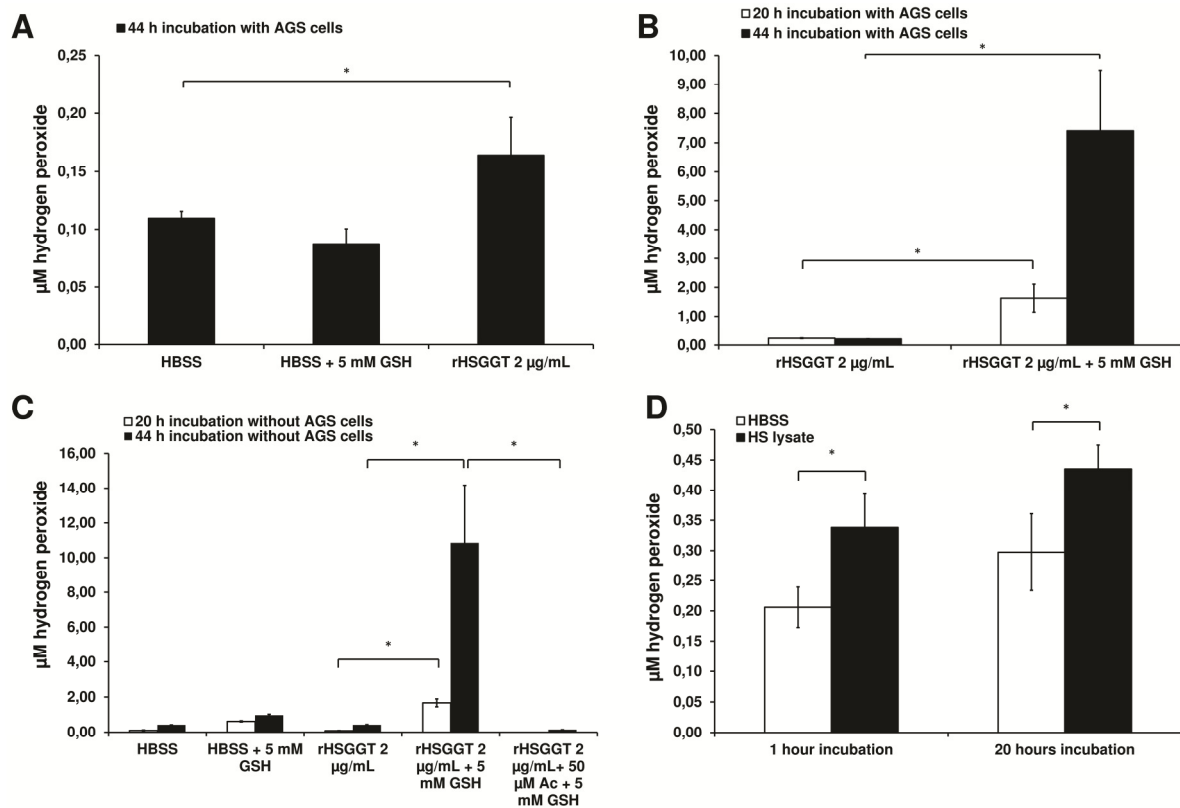 A
44 h incubation with AGS cells
0,25
0,20
0,15
0,10
0,05
0,00
µM hydrogen peroxide
*
HBSS
HBSS + 5 mM GSH
rHSGGT 2 µg/mL
B
20 h incubation with AGS cells
44 h incubation with AGS cells
10,00
9,00
8,00
7,00
6,00
5,00
4,00
3,00
2,00
1,00
0,00
µM hydrogen peroxide
*
*
rHSGGT 2 µg/mL
rHSGGT 2 µg/mL + 5 mM GSH
C
20 h incubation without AGS cells
44 h incubation without AGS cells
16,00
14,00
12,00
10,00
8,00
6,00
4,00
2,00
0,00
µM hydrogen peroxide
*
*
*
HBSS
HBSS + 5 mM
GSH
rHSGGT 2
µg/mL
rHSGGT 2
µg/mL + 5
mM GSH
rHSGGT 2
µg/mL+ 50
µM Ac + 5
mM GSH
D
HBSS
HS lysate
0,50
0,45
0,40
0,35
0,30
0,25
0,20
0,15
0,10
0,05
0,00
µM hydrogen peroxide
*
*
1 hour incubation
20 hours incubation